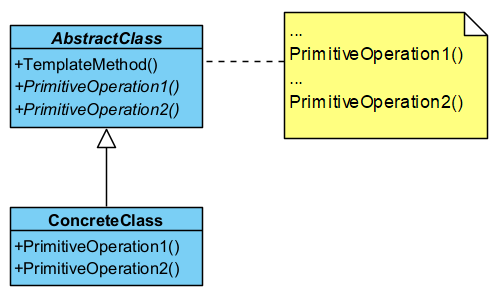 AbstractClass
+TemplateMethod()
+PrimitiveOperation1()
+PrimitiveOperation2()
...
PrimitiveOperation1()
...
PrimitiveOperation2()
ConcreteClass
+PrimitiveOperation1()
+PrimitiveOperation2()